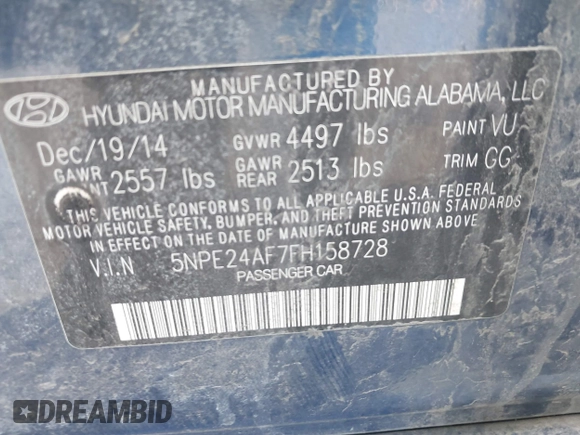 MANUFACTURED BY
HYUNDAI MOTOR MANUFACTURING ALABAMA, LLC
Dec/19/14 GVWR 4497 lbs PAINT VU
GAWR 2557 lbs GAWR REAR 2513 lbs TRIM GG
THIS VEHICLE CONFORMS TO ALL APPLICABLE U.S.A. FEDERAL
MOTOR VEHICLE SAFETY, BUMPER, AND THEFT PREVENTION STANDARDS
IN EFFECT ON THE DATE OF MANUFACTURE SHOWN ABOVE.
V.I.N 5NPE24AF7FH158728
PASSENGER CAR
DREAMBID